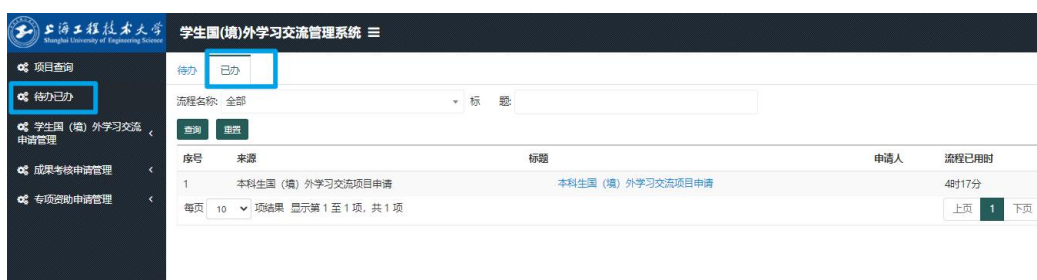 上海工程技术大学
Shanghai University of Engineering Science
学生国(境)外学习交流管理系统
项目查询
待办已办
学生国（境）外学习交流
申请管理
成果考核申请管理
专项资助申请管理
待办 已办
流程名称: 全部 标 题:
查询 重置
序号 来源 标题 申请人 流程已用时
1 本科生国（境）外学习交流项目申请 本科生国（境）外学习交流项目申请 4时17分
每页 10 项结果 显示第 1 至 1 项，共 1 项 上页 1 下页